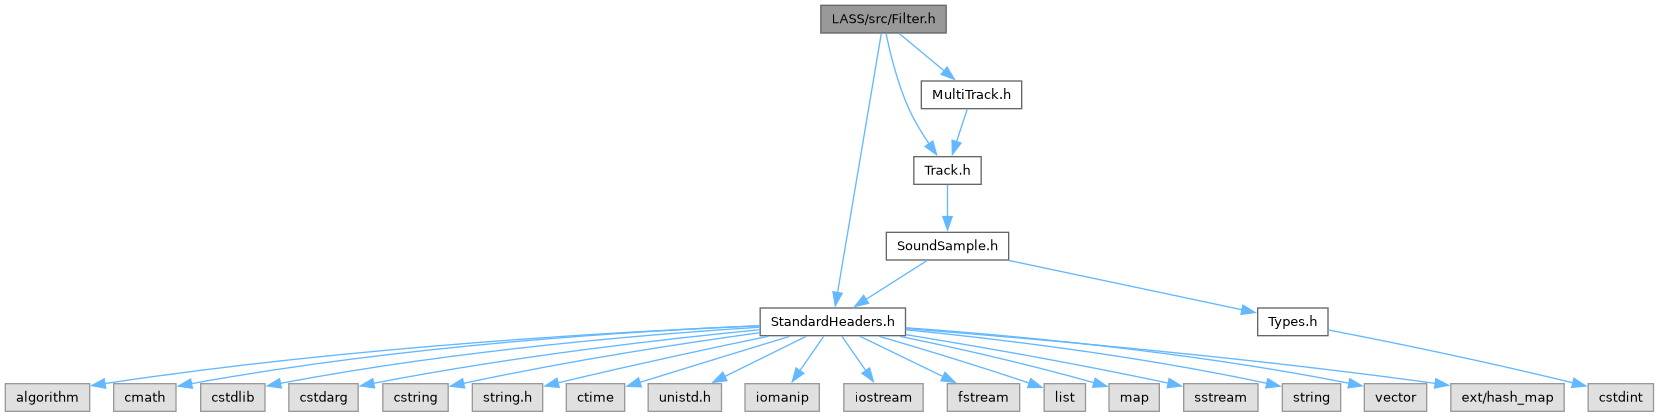 LASS/src/Filter.h
MultiTrack.h
Track.h
SoundSample.h
StandardHeaders.h
Types.h
algorithm
cmath
cstdlib
cstdarg
cstring
string.h
ctime
unistd.h
iomanip
iostream
fstream
list
map
sstream
string
vector
ext/hash_map
cstdint